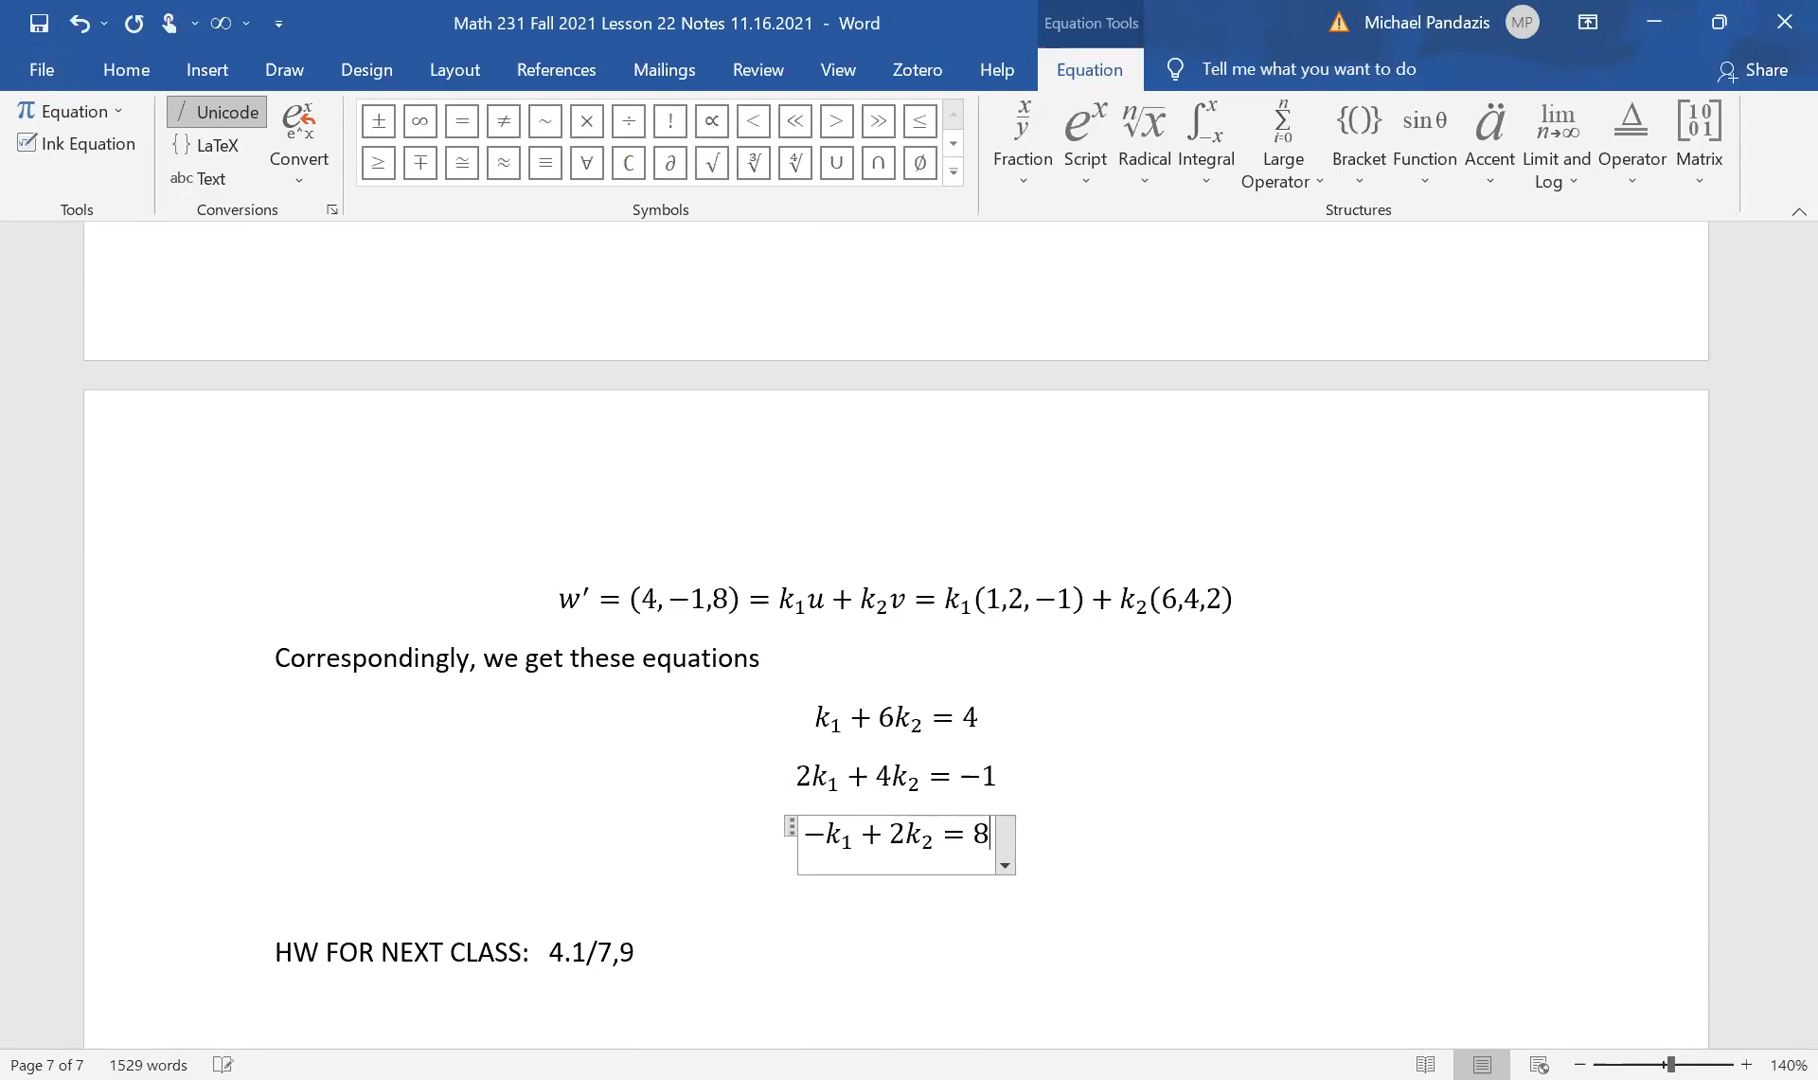 Math 231 Fall 2021 Lesson 22 Notes 11.16.2021 - Word
Equation Tools
Michael Pandazis MP
File Home Insert Draw Design Layout References Mailings Review View Zotero Help Equation Tell me what you want to do Share
π Equation
Ink Equation
Tools
Unicode
{} LaTeX
abc Text
Conversions
e^x
Convert
± ∞ = ≠ ~ × ÷ ! ∝ < ≪ > ≫ ≤
≥ ∓ ≅ ≈ ≡ ∀ ∁ ∂ √ ∛ ∜ ∪ ∩ ∅
Symbols
Fraction
Script
Radical
Integral
Large Operator
Bracket
Function
Accent
Limit and Log
Operator
Matrix
Structures
w′ = (4, −1,8) = k₁u + k₂v = k₁(1,2, −1) + k₂(6,4,2)
Correspondingly, we get these equations
k₁ + 6k₂ = 4
2k₁ + 4k₂ = −1
−k₁ + 2k₂ = 8
HW FOR NEXT CLASS: 4.1/7,9
Page 7 of 7 1529 words 140%